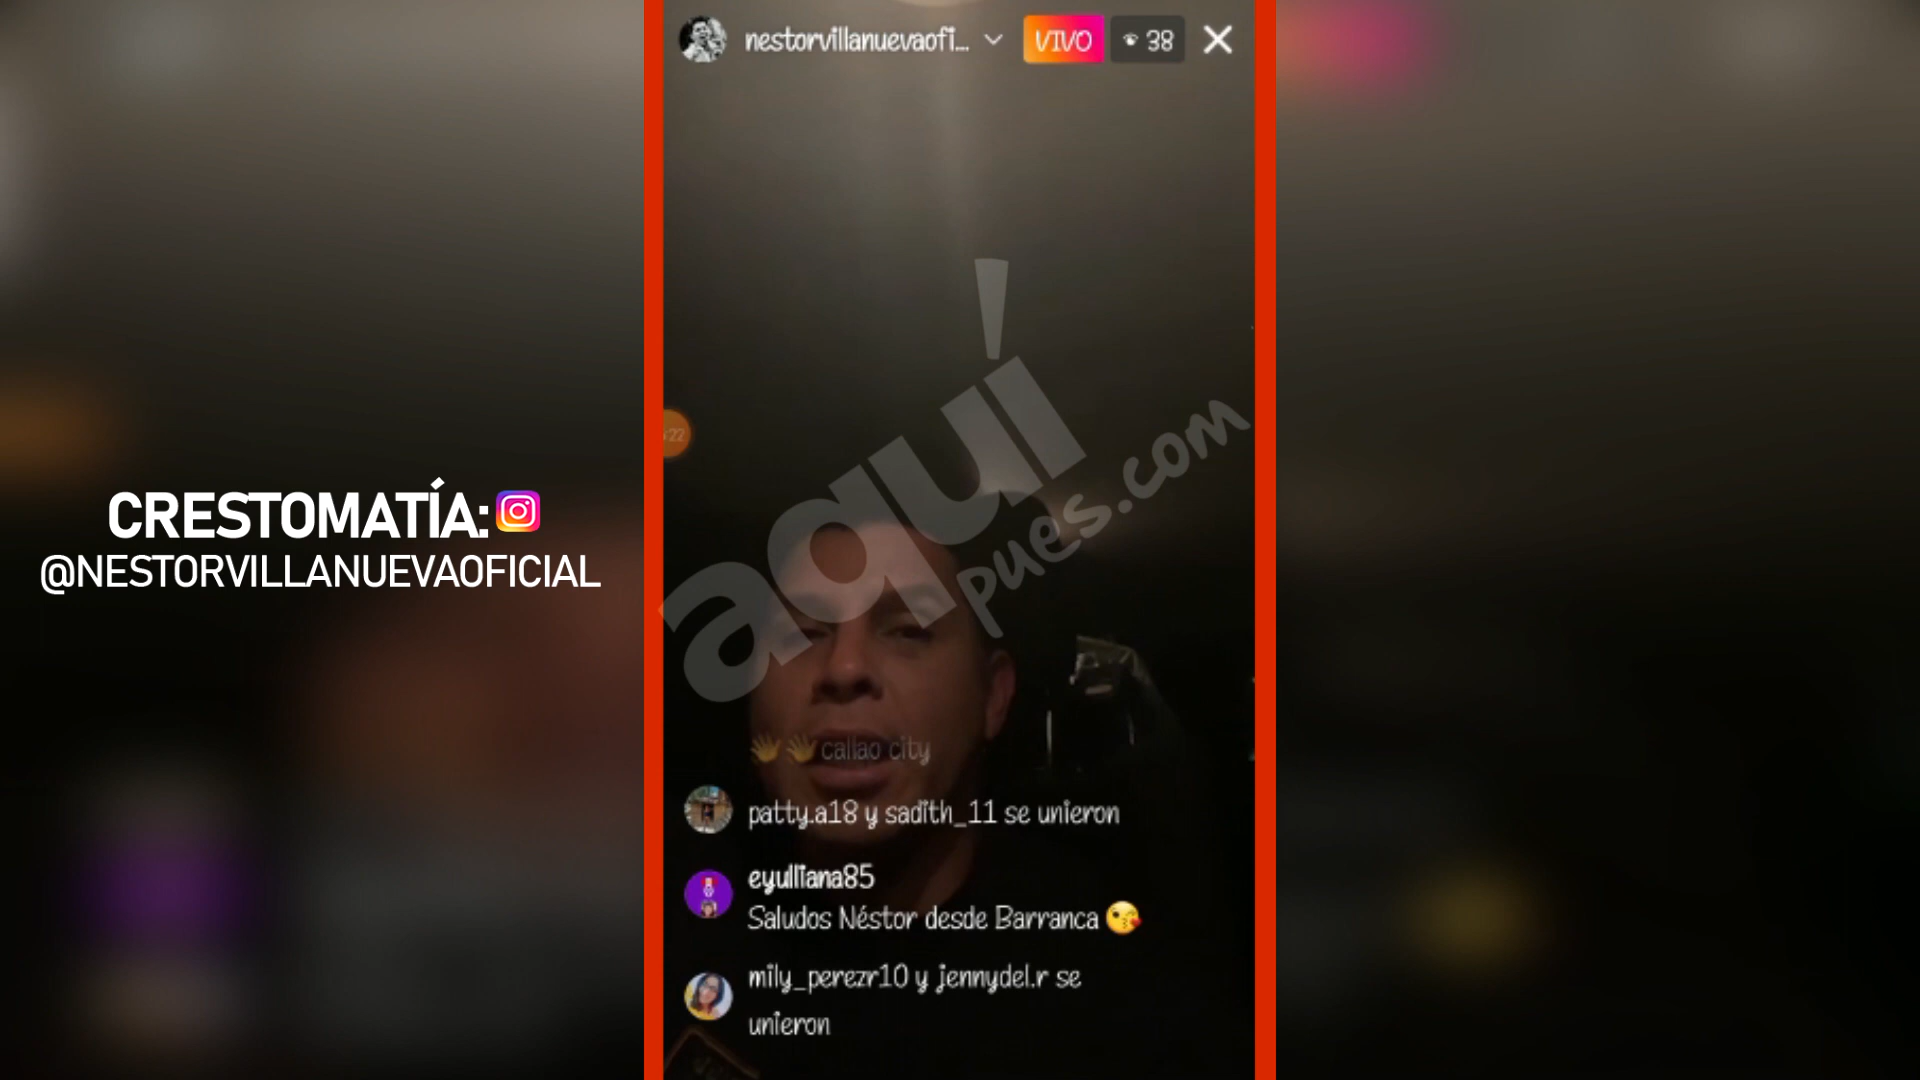 nestorvillanuevaofi...
VIVO
38
:22
aquí
pues.com
CRESTOMATÍA:
@NESTORVILLANUEVAOFICIAL
👋👋callao city
patty.a18 y sadith_11 se unieron
eyulliana85
Saludos Néstor desde Barranca 😘
mily_perezr10 y jennydel.r se
unieron